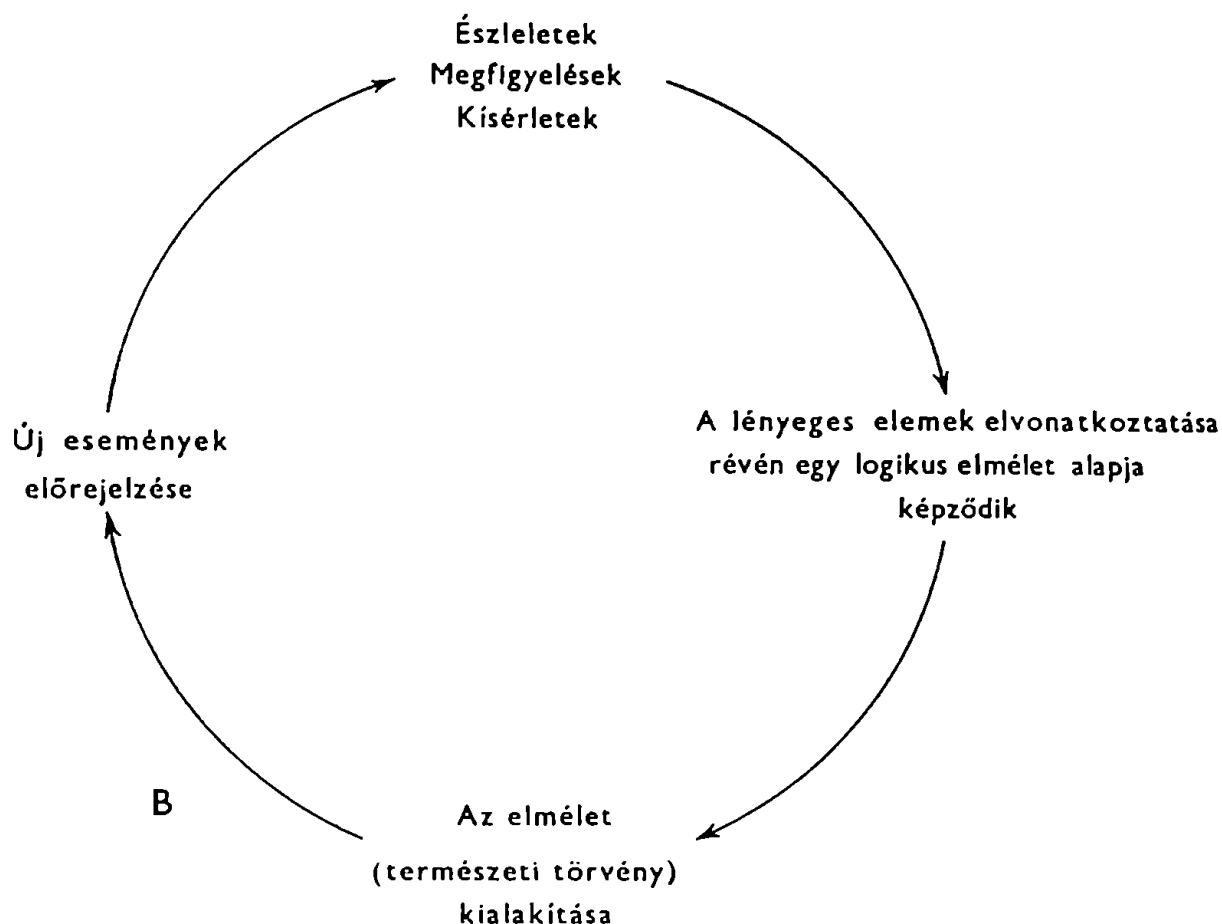 Észleletek
Megfigyelések
Kísérletek
A lényeges elemek elvonatkoztatása
révén egy logikus elmélet alapja
képződik
Új események
előrejelzése
B
Az elmélet
(természeti törvény)
kialakítása